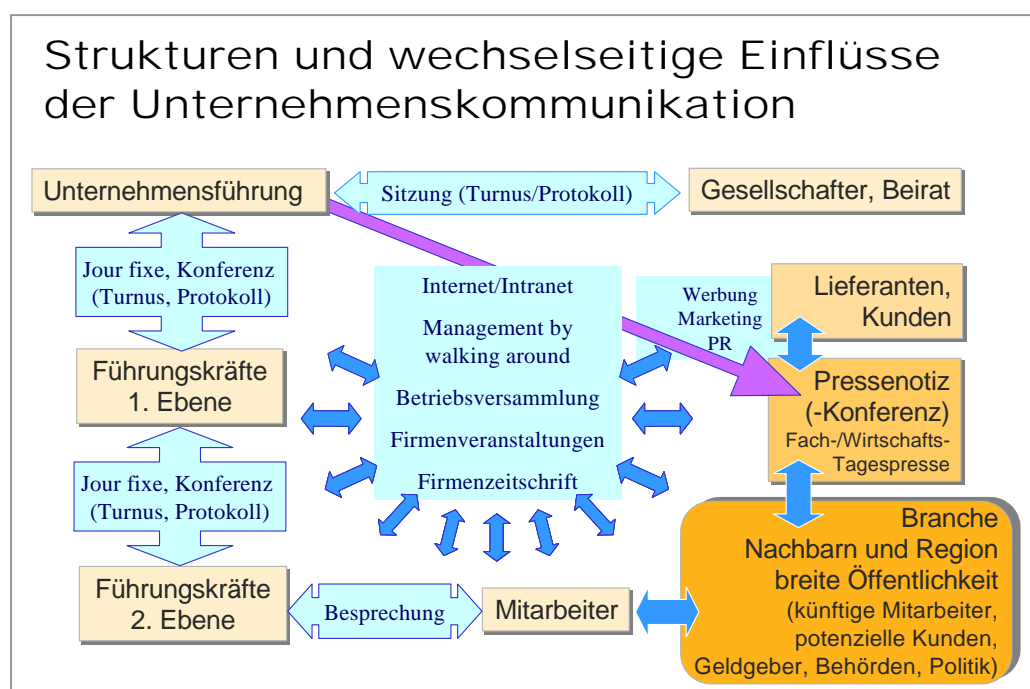 Strukturen und wechselseitige Einflüsse
der Unternehmenskommunikation
Unternehmensführung
Sitzung (Turnus/Protokoll)
Gesellschafter, Beirat
Jour fixe, Konferenz
(Turnus, Protokoll)
Internet/Intranet
Management by
walking around
Betriebsversammlung
Firmenveranstaltungen
Firmenzeitschrift
Werbung
Marketing
PR
Lieferanten,
Kunden
Führungskräfte
1. Ebene
Pressenotiz
(-Konferenz)
Fach-/Wirtschafts-
Tagespresse
Jour fixe, Konferenz
(Turnus, Protokoll)
Führungskräfte
2. Ebene
Besprechung
Mitarbeiter
Branche
Nachbarn und Region
breite Öffentlichkeit
(künftige Mitarbeiter,
potenzielle Kunden,
Geldgeber, Behörden, Politik)